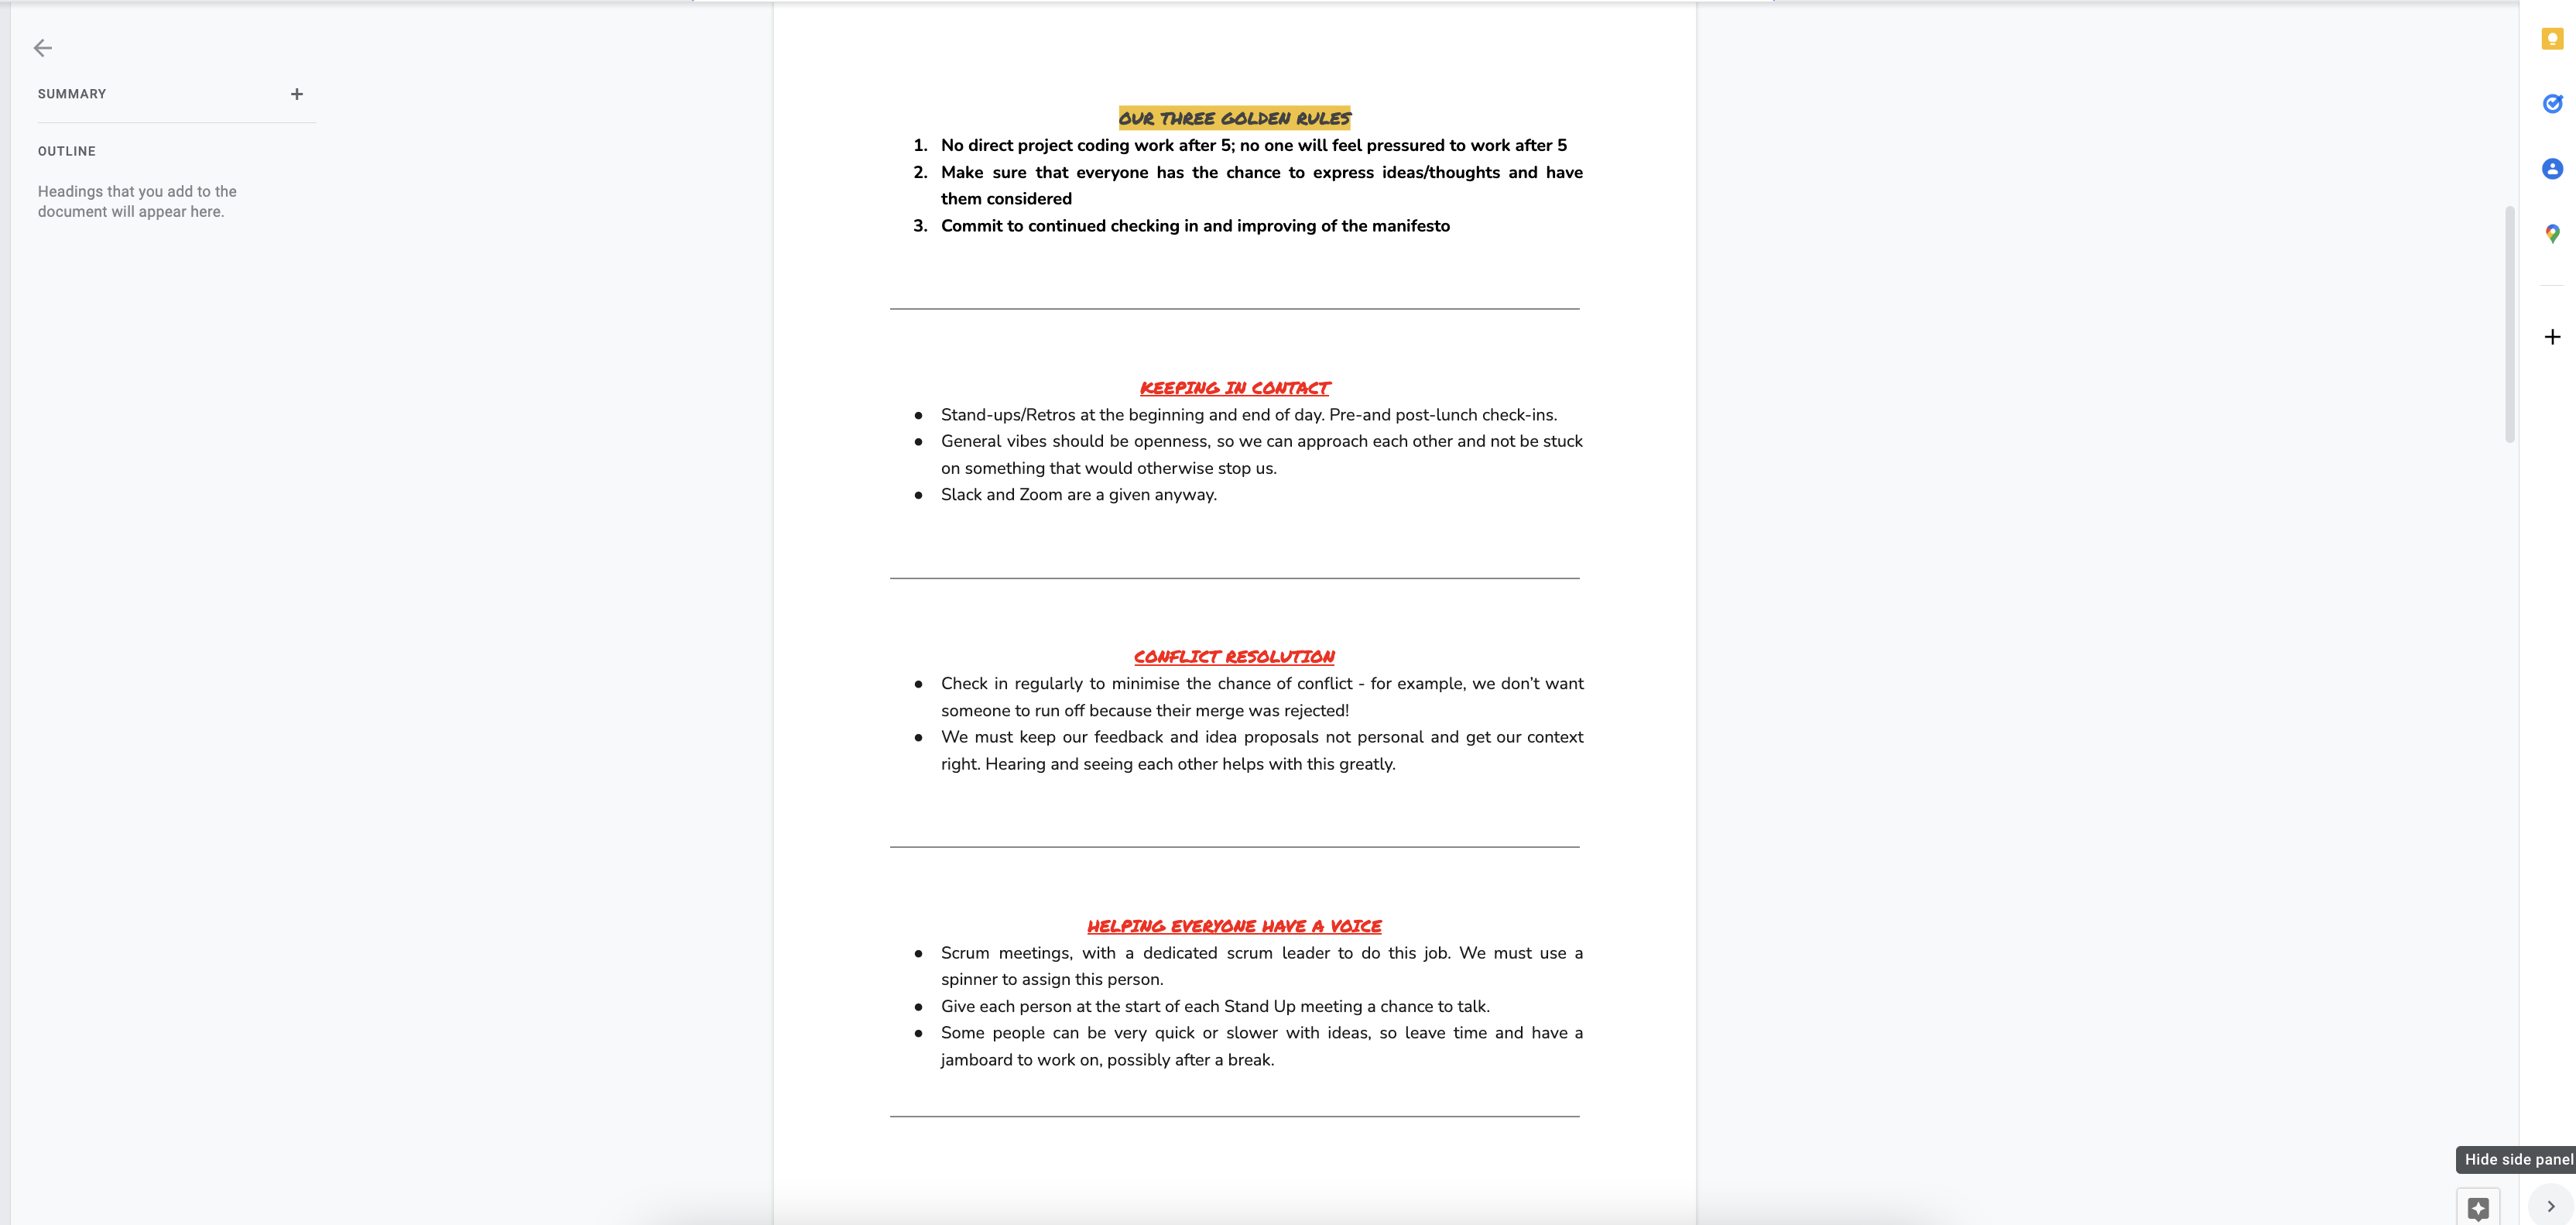 SUMMARY
OUTLINE
Headings that you add to the
document will appear here.
OUR THREE GOLDEN RULES
1. No direct project coding work after 5; no one will feel pressured to work after 5
2. Make sure that everyone has the chance to express ideas/thoughts and have
them considered
3. Commit to continued checking in and improving of the manifesto
KEEPING IN CONTACT
● Stand-ups/Retros at the beginning and end of day. Pre-and post-lunch check-ins.
● General vibes should be openness, so we can approach each other and not be stuck
on something that would otherwise stop us.
● Slack and Zoom are a given anyway.
CONFLICT RESOLUTION
● Check in regularly to minimise the chance of conflict - for example, we don’t want
someone to run off because their merge was rejected!
● We must keep our feedback and idea proposals not personal and get our context
right. Hearing and seeing each other helps with this greatly.
HELPING EVERYONE HAVE A VOICE
● Scrum meetings, with a dedicated scrum leader to do this job. We must use a
spinner to assign this person.
● Give each person at the start of each Stand Up meeting a chance to talk.
● Some people can be very quick or slower with ideas, so leave time and have a
jamboard to work on, possibly after a break.
Hide side panel